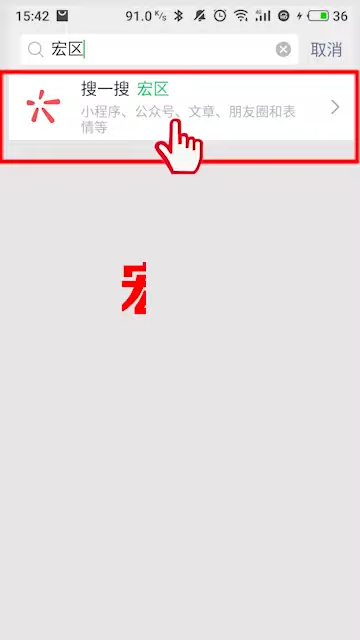 15:42 91.0 K/s 4G 36
宏区 取消
搜一搜 宏区
小程序、公众号、文章、朋友圈和表
情等
宏